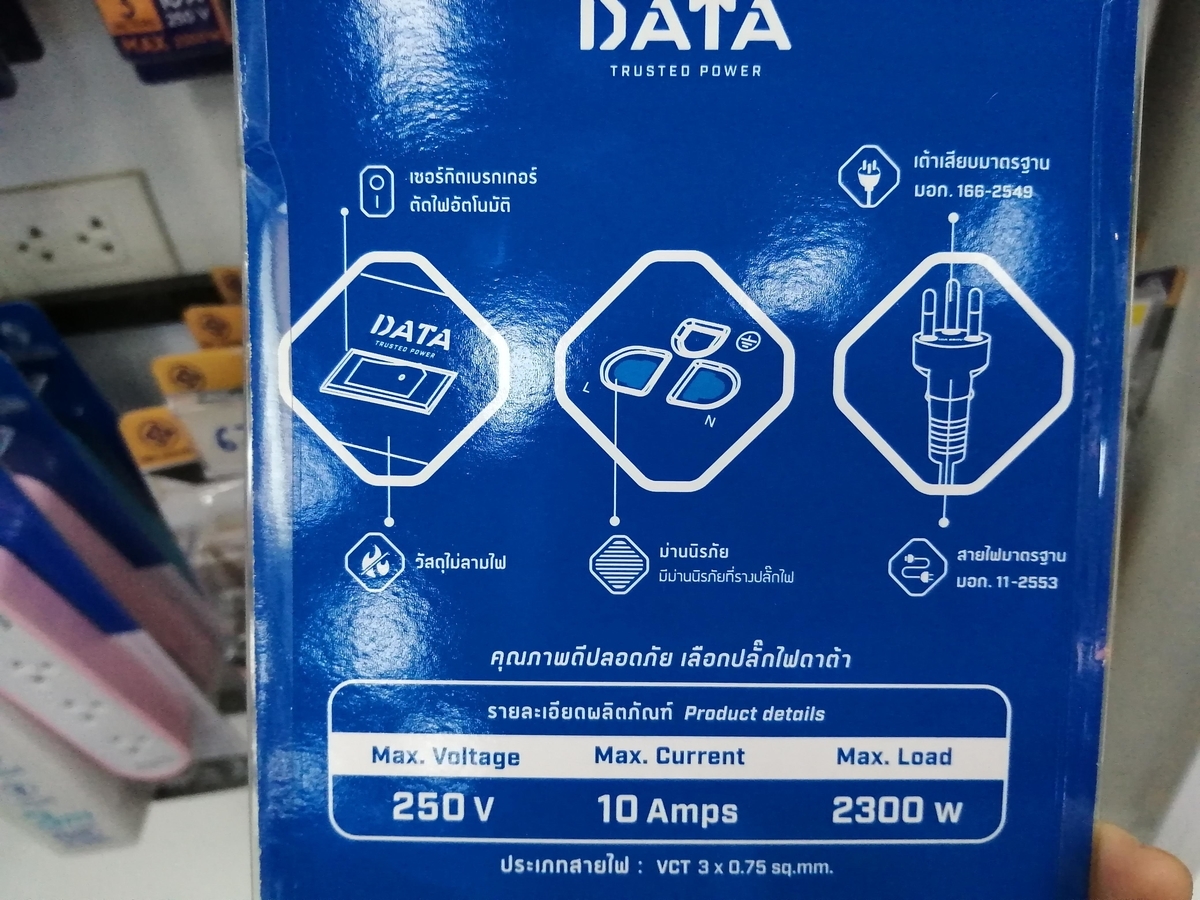 DATA
TRUSTED POWER
เซอร์กิตเบรกเกอร์
ตัดไฟอัตโนมัติ
เต้าเสียบมาตรฐาน
มอก. 166-2549
DATA
TRUSTED POWER
L
N
วัสดุไม่ลามไฟ
ม่านนิรภัย
มีม่านนิรภัยที่รางปลั๊กไฟ
สายไฟมาตรฐาน
มอก. 11-2553
คุณภาพดีปลอดภัย เลือกปลั๊กไฟดาต้า
รายละเอียดผลิตภัณฑ์ Product details
Max. Voltage Max. Current Max. Load
250 V 10 Amps 2300 W
ประเภทสายไฟ : VCT 3 x 0.75 sq.mm.